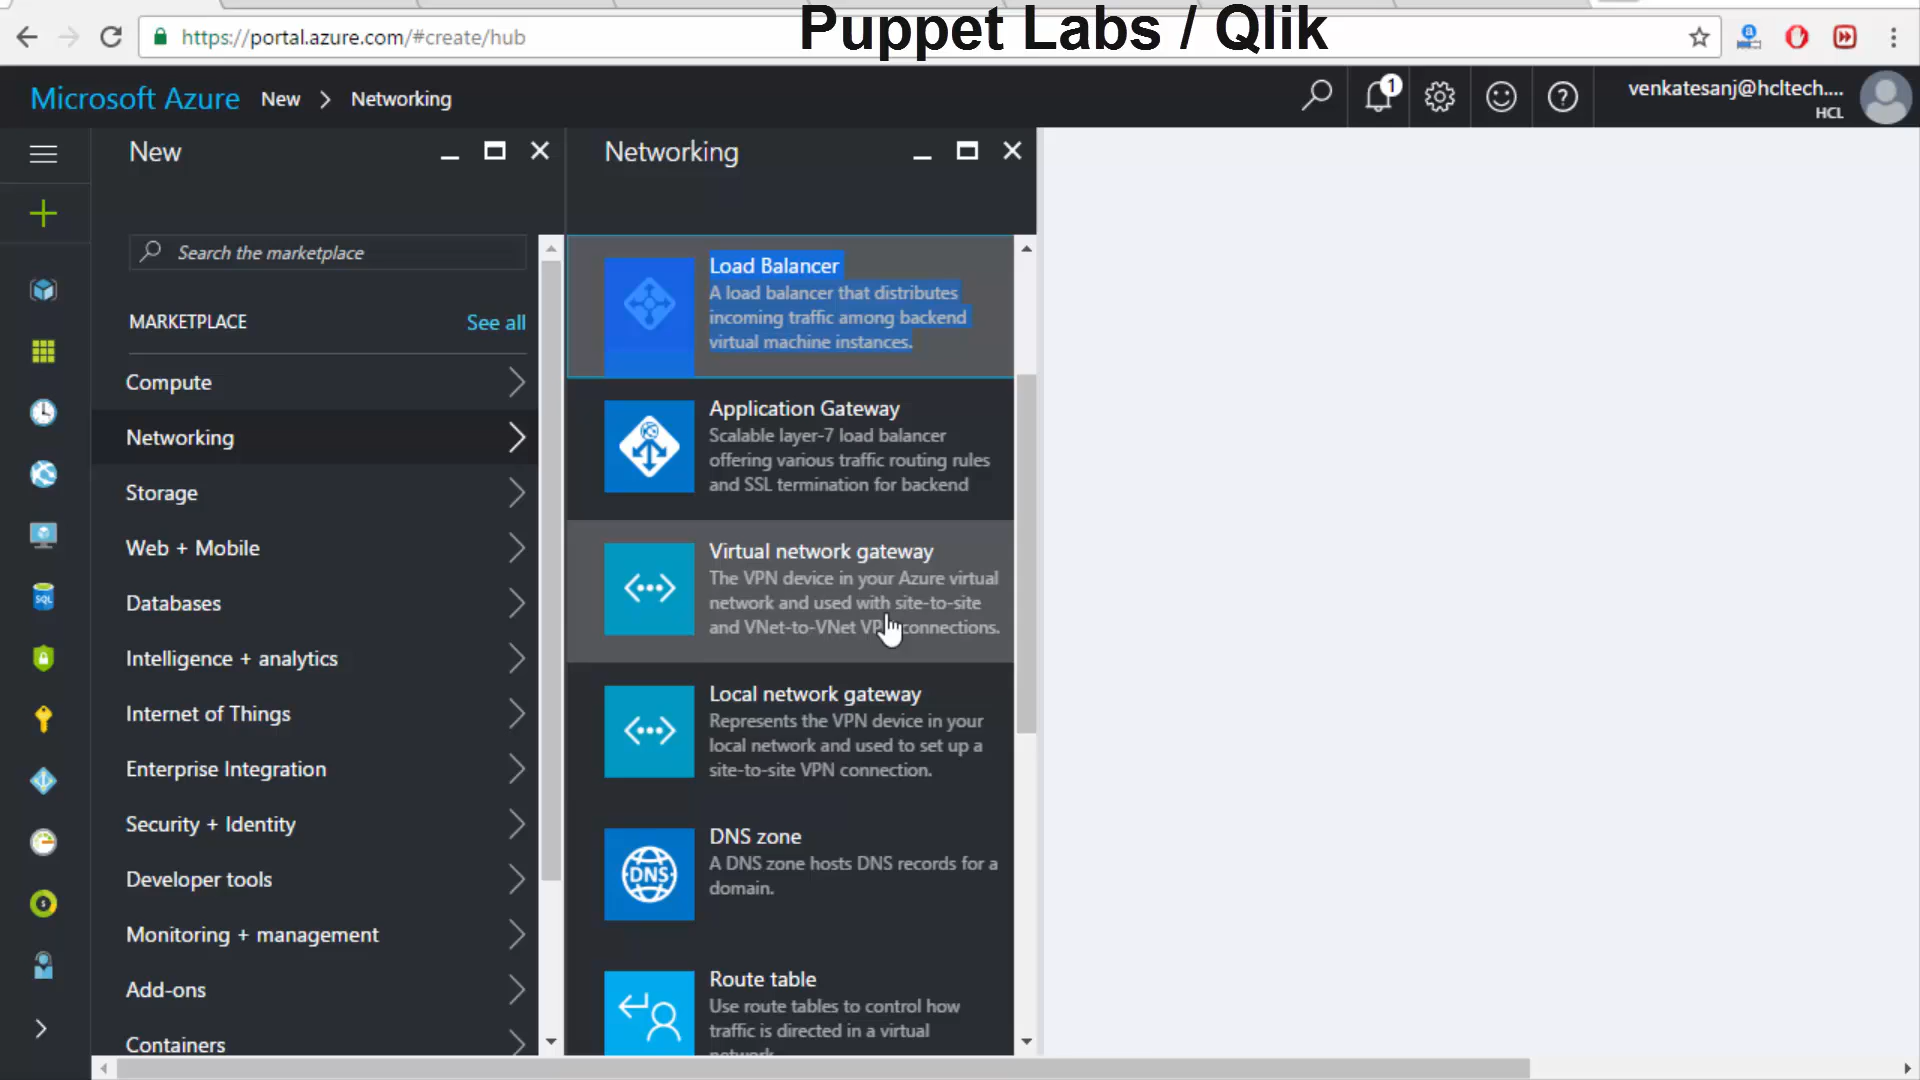 Puppet Labs / Qlik
https://portal.azure.com/#create/hub
Microsoft Azure New Networking
1
venkatesanj@hcltech....
HCL
New
Search the marketplace
MARKETPLACE See all
Compute
Networking
Storage
Web + Mobile
Databases
Intelligence + analytics
Internet of Things
Enterprise Integration
Security + Identity
Developer tools
Monitoring + management
Add-ons
Containers
SQL
Networking
Load Balancer
A load balancer that distributes
incoming traffic among backend
virtual machine instances.
Application Gateway
Scalable layer-7 load balancer
offering various traffic routing rules
and SSL termination for backend
Virtual network gateway
The VPN device in your Azure virtual
network and used with site-to-site
and VNet-to-VNet connections.
Local network gateway
Represents the VPN device in your
local network and used to set up a
site-to-site VPN connection.
DNS
DNS zone
A DNS zone hosts DNS records for a
domain.
Route table
Use route tables to control how
traffic is directed in a virtual
network.